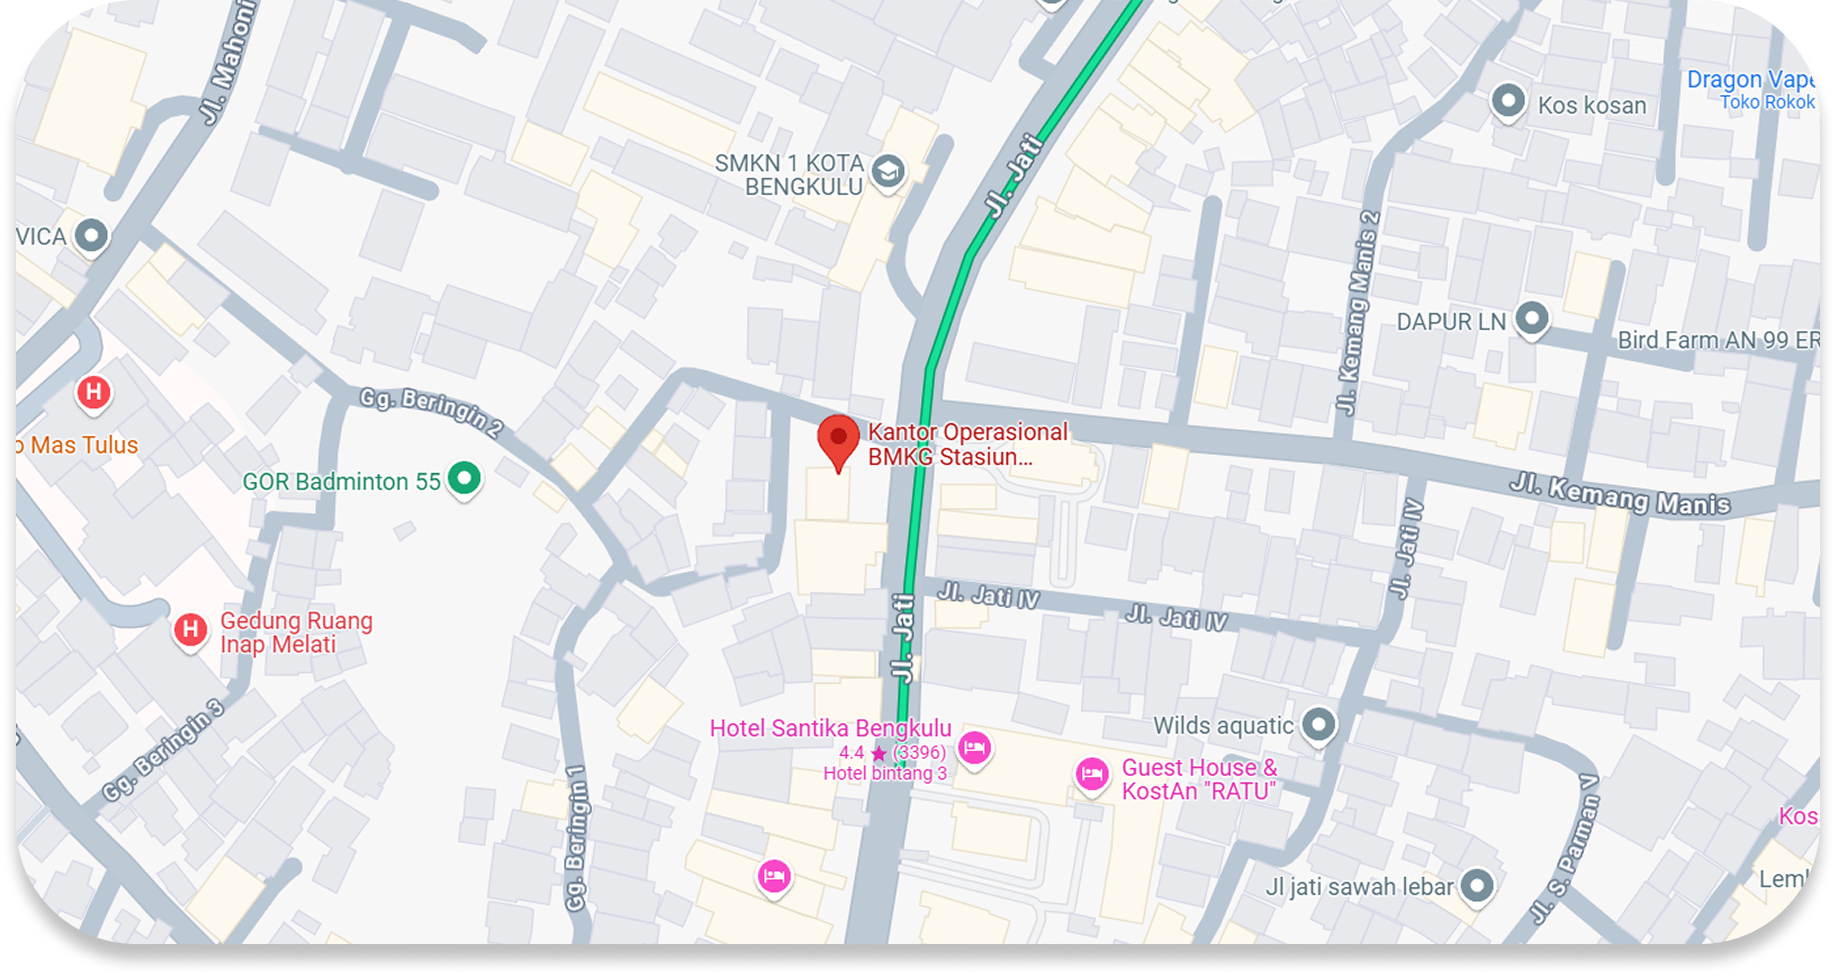 Jl. Mahoni
Dragon Vape
Toko Rokok
Kos kosan
Jl. Jati
SMKN 1 KOTA
BENGKULU
VICA
Jl. Kemang Manis 2
DAPUR LN
Bird Farm AN 99 ER
Gg. Beringin 2
o Mas Tulus
Kantor Operasional
BMKG Stasiun...
GOR Badminton 55
Jl. Kemang Manis
Jl. Jati IV
Jl. Jati IV
Jl. Jati IV
Gedung Ruang
Inap Melati
Jl. Jati
Hotel Santika Bengkulu
4.4 ★ (3396)
Hotel bintang 3
Wilds aquatic
Guest House &
KostAn "RATU"
Gg. Beringin 3
Gg. Beringin 1
Jl. S. Parman V
Kos
Jl jati sawah lebar